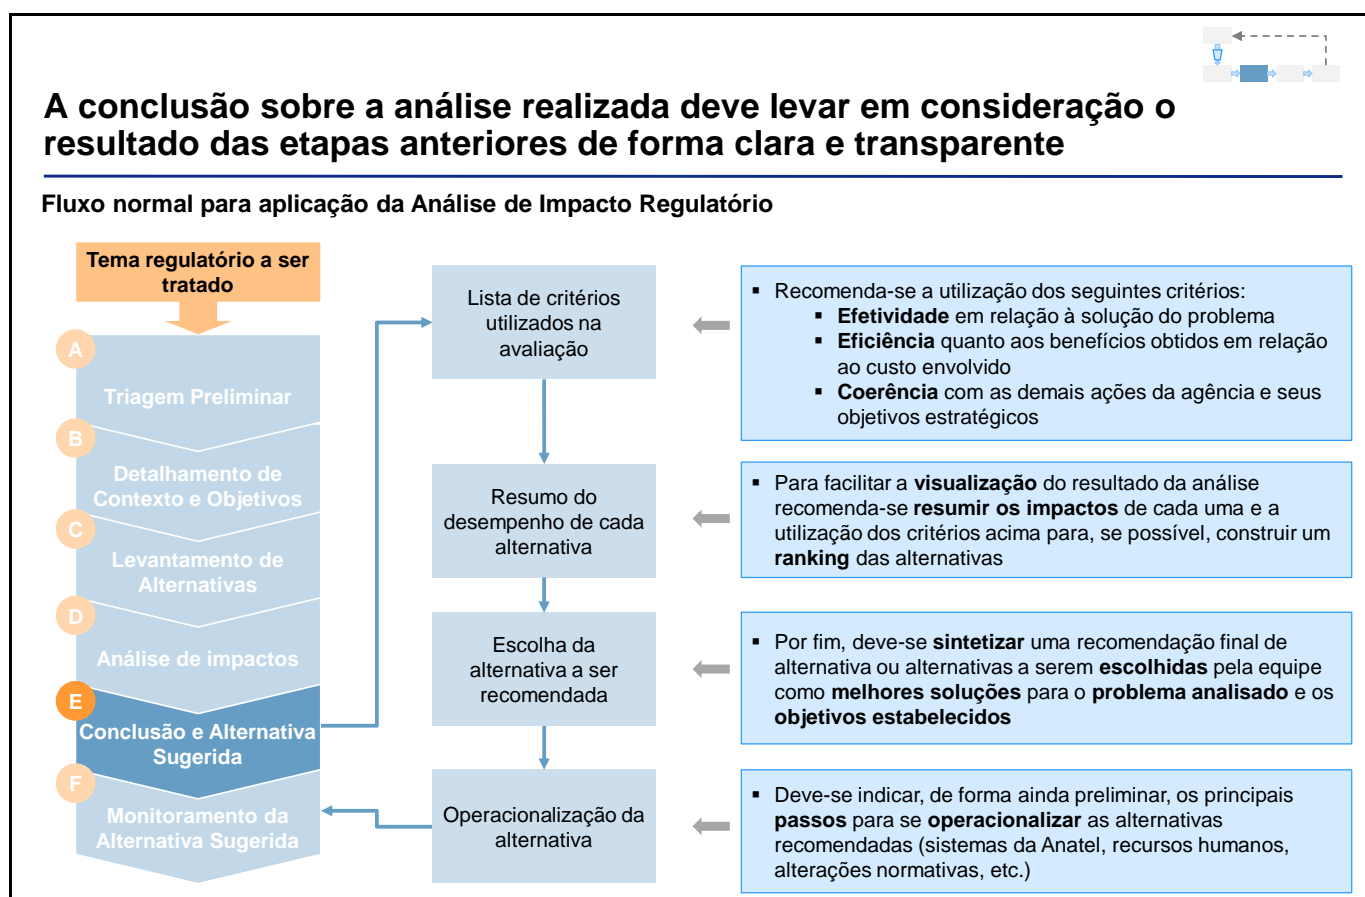 A conclusão sobre a análise realizada deve levar em consideração o
resultado das etapas anteriores de forma clara e transparente
Fluxo normal para aplicação da Análise de Impacto Regulatório
Tema regulatório a ser
tratado
A
Triagem Preliminar
B
Detalhamento de
Contexto e Objetivos
C
Levantamento de
Alternativas
D
Análise de impactos
E
Conclusão e Alternativa
Sugerida
F
Monitoramento da
Alternativa Sugerida
Lista de critérios
utilizados na
avaliação
Resumo do
desempenho de cada
alternativa
Escolha da
alternativa a ser
recomendada
Operacionalização da
alternativa
▪ Recomenda-se a utilização dos seguintes critérios:
▪ Efetividade em relação à solução do problema
▪ Eficiência quanto aos benefícios obtidos em relação
ao custo envolvido
▪ Coerência com as demais ações da agência e seus
objetivos estratégicos
▪ Para facilitar a visualização do resultado da análise
recomenda-se resumir os impactos de cada uma e a
utilização dos critérios acima para, se possível, construir um
ranking das alternativas
▪ Por fim, deve-se sintetizar uma recomendação final de
alternativa ou alternativas a serem escolhidas pela equipe
como melhores soluções para o problema analisado e os
objetivos estabelecidos
▪ Deve-se indicar, de forma ainda preliminar, os principais
passos para se operacionalizar as alternativas
recomendadas (sistemas da Anatel, recursos humanos,
alterações normativas, etc.)